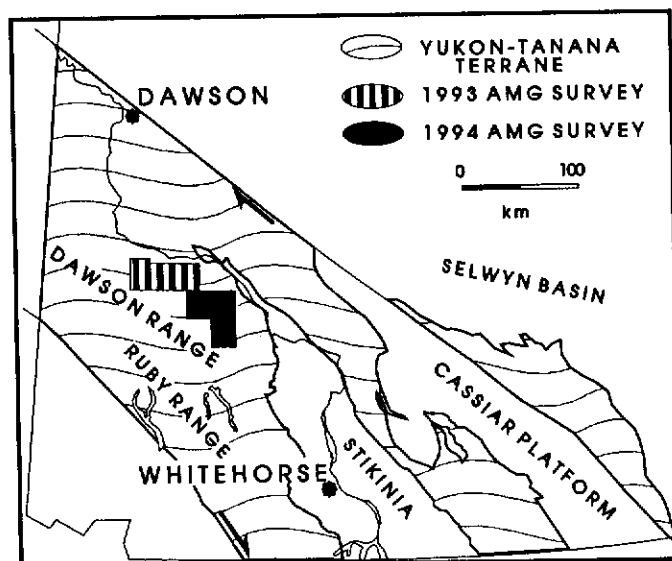 YUKON-TANANA
TERRANE
DAWSON
1993 AMG SURVEY
1994 AMG SURVEY
0 100
km
SELWYN BASIN
DAWSON RANGE
RUBY RANGE
CASSIAR PLATFORM
STIKINIA
WHITEHORSE